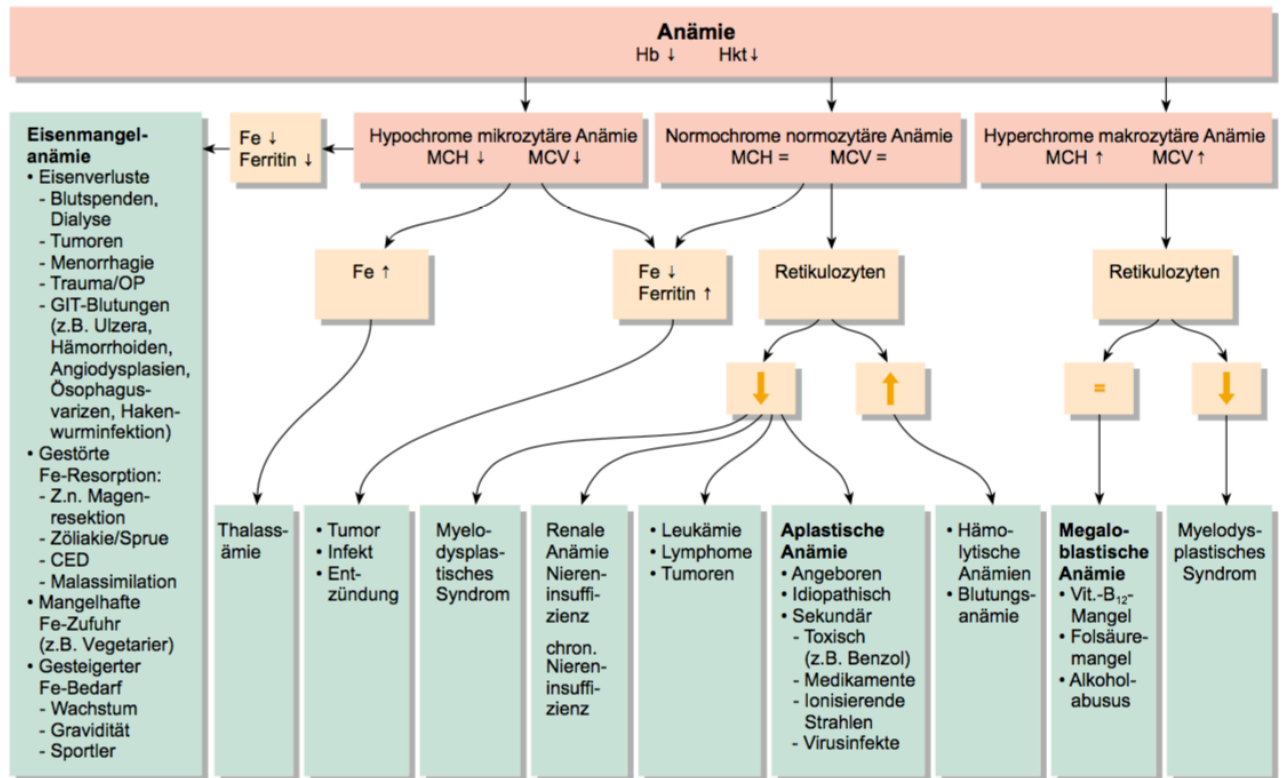 Anämie
Hb ↓ Hkt↓
Eisenmangel-
anämie
• Eisenverluste
- Blutspenden,
Dialyse
- Tumoren
- Menorrhagie
- Trauma/OP
- GIT-Blutungen
(z.B. Ulzera,
Hämorrhoiden,
Angiodysplasien,
Ösophagus-
varizen, Haken-
wurminfektion)
• Gestörte
Fe-Resorption:
- Z.n. Magen-
resektion
- Zöliakie/Sprue
- CED
- Malassimilation
• Mangelhafte
Fe-Zufuhr
(z.B. Vegetarier)
• Gesteigerter
Fe-Bedarf
- Wachstum
- Gravidität
- Sportler
Fe ↓
Ferritin ↓
Hypochrome mikrozytäre Anämie
MCH ↓ MCV↓
Normochrome normozytäre Anämie
MCH = MCV =
Hyperchrome makrozytäre Anämie
MCH ↑ MCV↑
Fe ↑
Fe ↓
Ferritin ↑
Retikulozyten
Retikulozyten
↓
↑
=
↓
Thalass-
ämie
• Tumor
• Infekt
• Ent-
zündung
Myelo-
dysplas-
tisches
Syndrom
Renale
Anämie
Nieren-
insuffi-
zienz
chron.
Nieren-
insuffi-
zienz
• Leukämie
• Lymphome
• Tumoren
Aplastische
Anämie
• Angeboren
• Idiopathisch
• Sekundär
- Toxisch
(z.B. Benzol)
- Medikamente
- Ionisierende
Strahlen
- Virusinfekte
• Hämo-
lytische
Anämien
• Blutungs-
anämie
Megalo-
blastische
Anämie
• Vit.-B₁₂-
Mangel
• Folsäure-
mangel
• Alkohol-
abusus
Myelodys-
plastisches
Syndrom